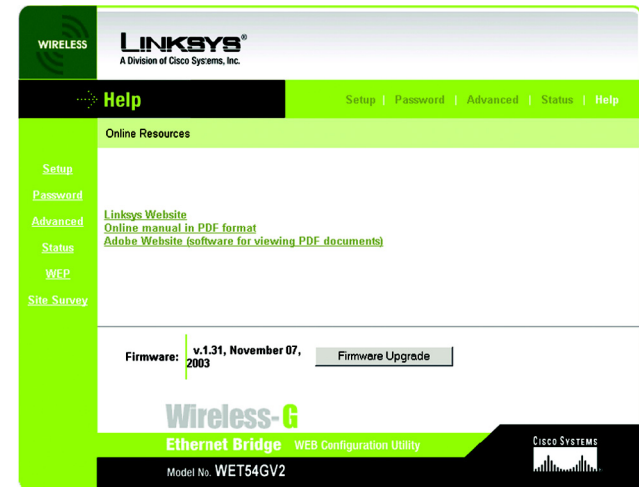 WIRELESS
LINKSYS®
A Division of Cisco Systems, Inc.
Help
Setup | Password | Advanced | Status | Help
Online Resources
Setup
Password
Advanced
Status
WEP
Site Survey
Linksys Website
Online manual in PDF format
Adobe Website (software for viewing PDF documents)
Firmware:
v.1.31, November 07,
2003
Firmware Upgrade
Wireless-G
Ethernet Bridge WEB Configuration Utility
Model No. WET54GV2
CISCO SYSTEMS